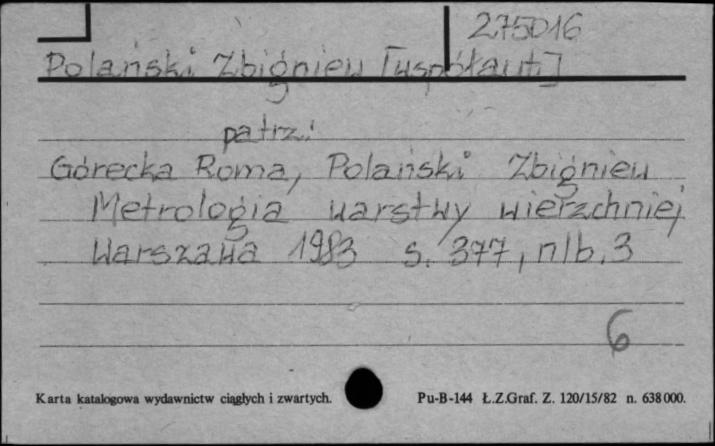 275016
Polański Zbigniew [współaut.]
patrz:
Górecka Roma, Polański Zbigniew
Metrologia warstwy wierzchniej
Warszawa 1983 s. 377, nlb. 3
6
Karta katalogowa wydawnictw ciągłych i zwartych. Pu-B-144 Ł.Z.Graf. Z. 120/15/82 n. 638 000.